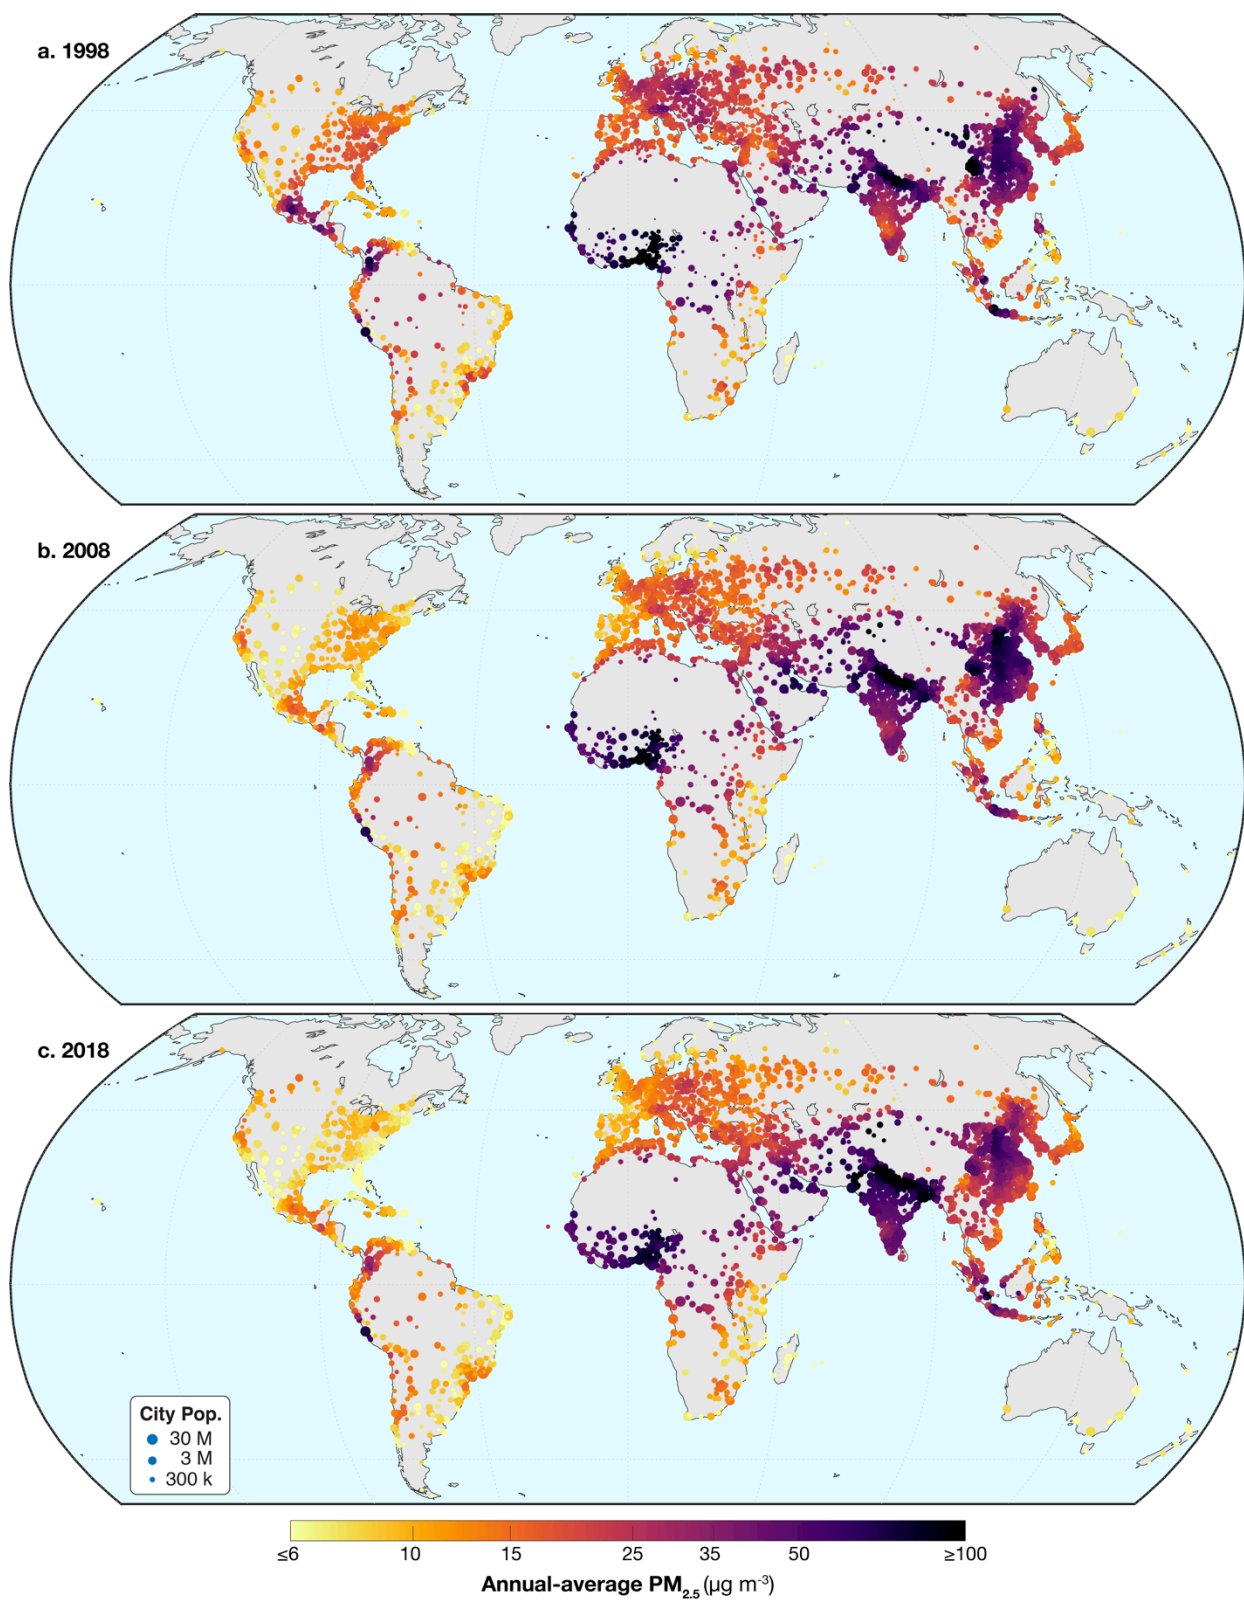 a. 1998
b. 2008
c. 2018
City Pop.
30 M
3 M
300 k
≤6 10 15 25 35 50 ≥100
Annual-average PM2.5 (µg m-3)